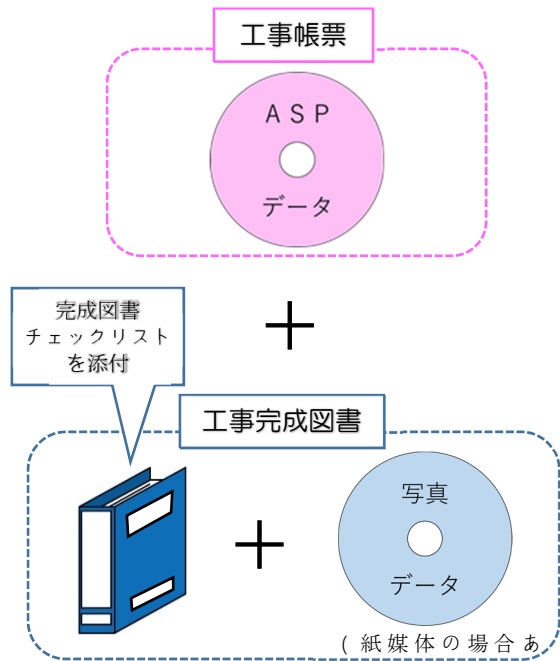 工事帳票
ASP
データ
完成図書
チェックリスト
を添付
工事完成図書
写真
データ
(紙媒体の場合あ